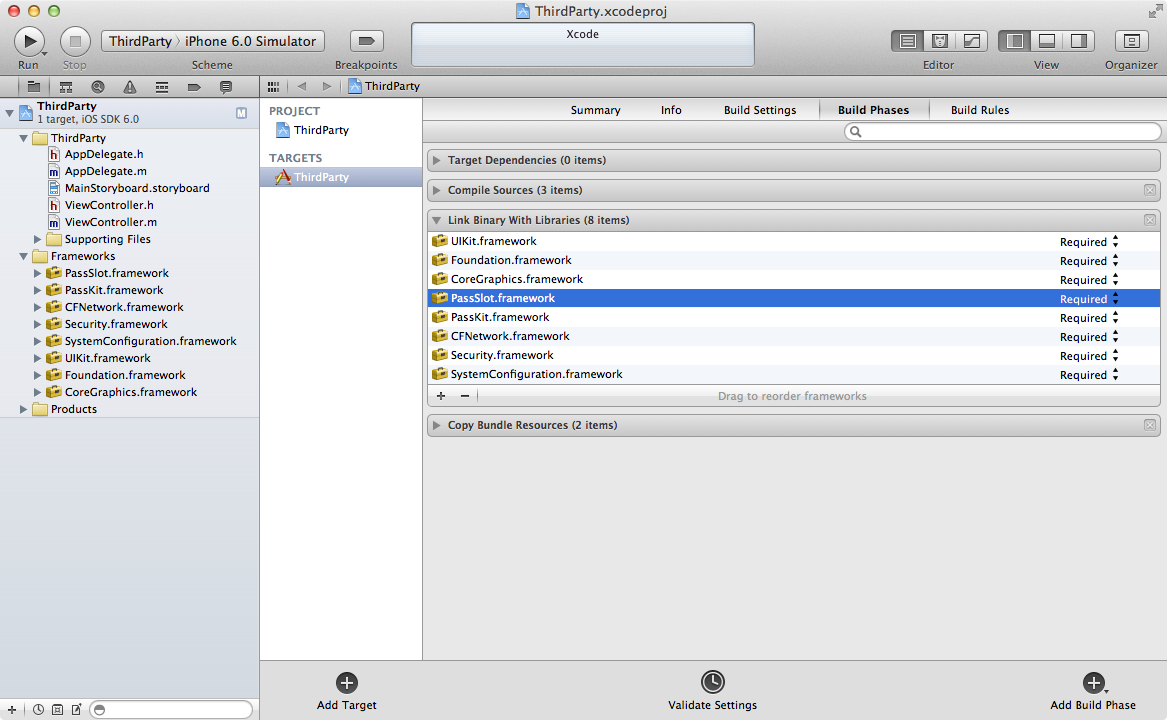 ThirdParty.xcodeproj
ThirdParty › iPhone 6.0 Simulator
Xcode
Run
Stop
Scheme
Breakpoints
Editor
View
Organizer
ThirdParty
1 target, iOS SDK 6.0
M
ThirdParty
h AppDelegate.h
m AppDelegate.m
MainStoryboard.storyboard
h ViewController.h
m ViewController.m
Supporting Files
Frameworks
PassSlot.framework
PassKit.framework
CFNetwork.framework
Security.framework
SystemConfiguration.framework
UIKit.framework
Foundation.framework
CoreGraphics.framework
Products
ThirdParty
PROJECT
ThirdParty
TARGETS
ThirdParty
Summary Info Build Settings Build Phases Build Rules
Target Dependencies (0 items)
Compile Sources (3 items)
Link Binary With Libraries (8 items)
UIKit.framework Required
Foundation.framework Required
CoreGraphics.framework Required
PassSlot.framework Required
PassKit.framework Required
CFNetwork.framework Required
Security.framework Required
SystemConfiguration.framework Required
+ − Drag to reorder frameworks
Copy Bundle Resources (2 items)
Add Target
Validate Settings
Add Build Phase